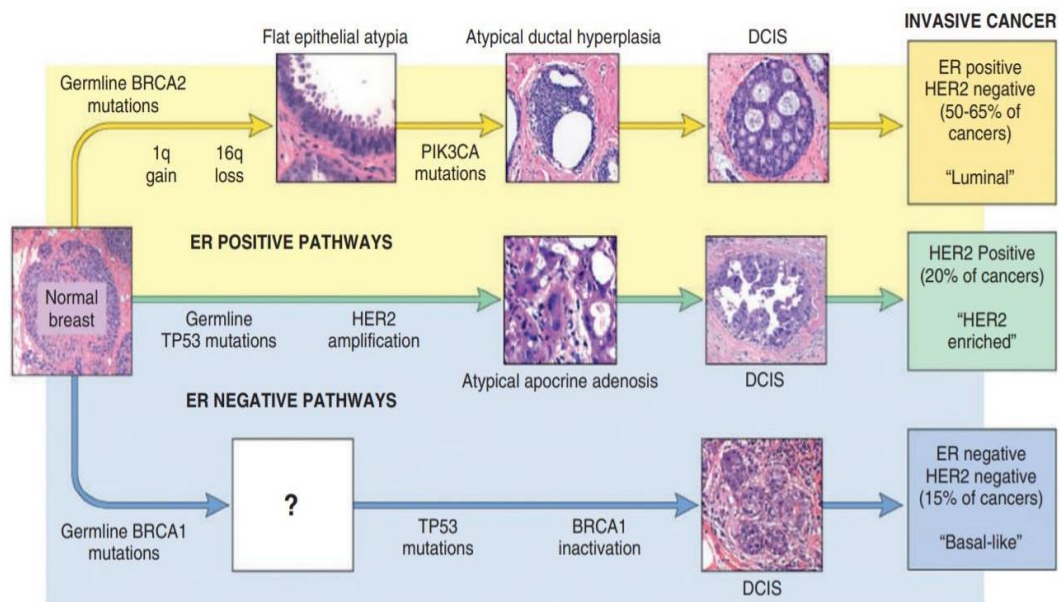 INVASIVE CANCER
Flat epithelial atypia
Atypical ductal hyperplasia
DCIS
Germline BRCA2
mutations
1q
gain
16q
loss
PIK3CA
mutations
ER positive
HER2 negative
(50-65% of
cancers)
“Luminal”
ER POSITIVE PATHWAYS
Normal
breast
Germline
TP53 mutations
HER2
amplification
Atypical apocrine adenosis
DCIS
HER2 Positive
(20% of cancers)
“HER2
enriched”
ER NEGATIVE PATHWAYS
Germline BRCA1
mutations
?
TP53
mutations
BRCA1
inactivation
DCIS
ER negative
HER2 negative
(15% of cancers)
“Basal-like”